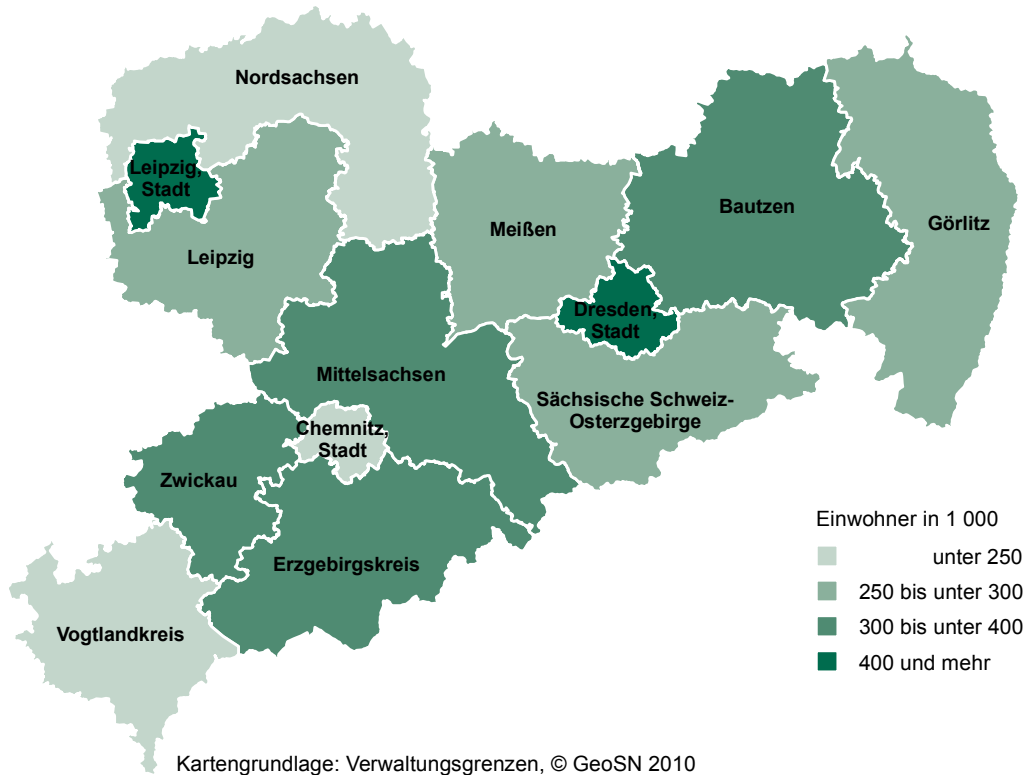 Nordsachsen
Leipzig,
Stadt
Leipzig
Meißen
Bautzen
Görlitz
Dresden,
Stadt
Mittelsachsen
Sächsische Schweiz-
Osterzgebirge
Chemnitz,
Stadt
Zwickau
Erzgebirgskreis
Vogtlandkreis
Einwohner in 1 000
unter 250
250 bis unter 300
300 bis unter 400
400 und mehr
Kartengrundlage: Verwaltungsgrenzen, © GeoSN 2010